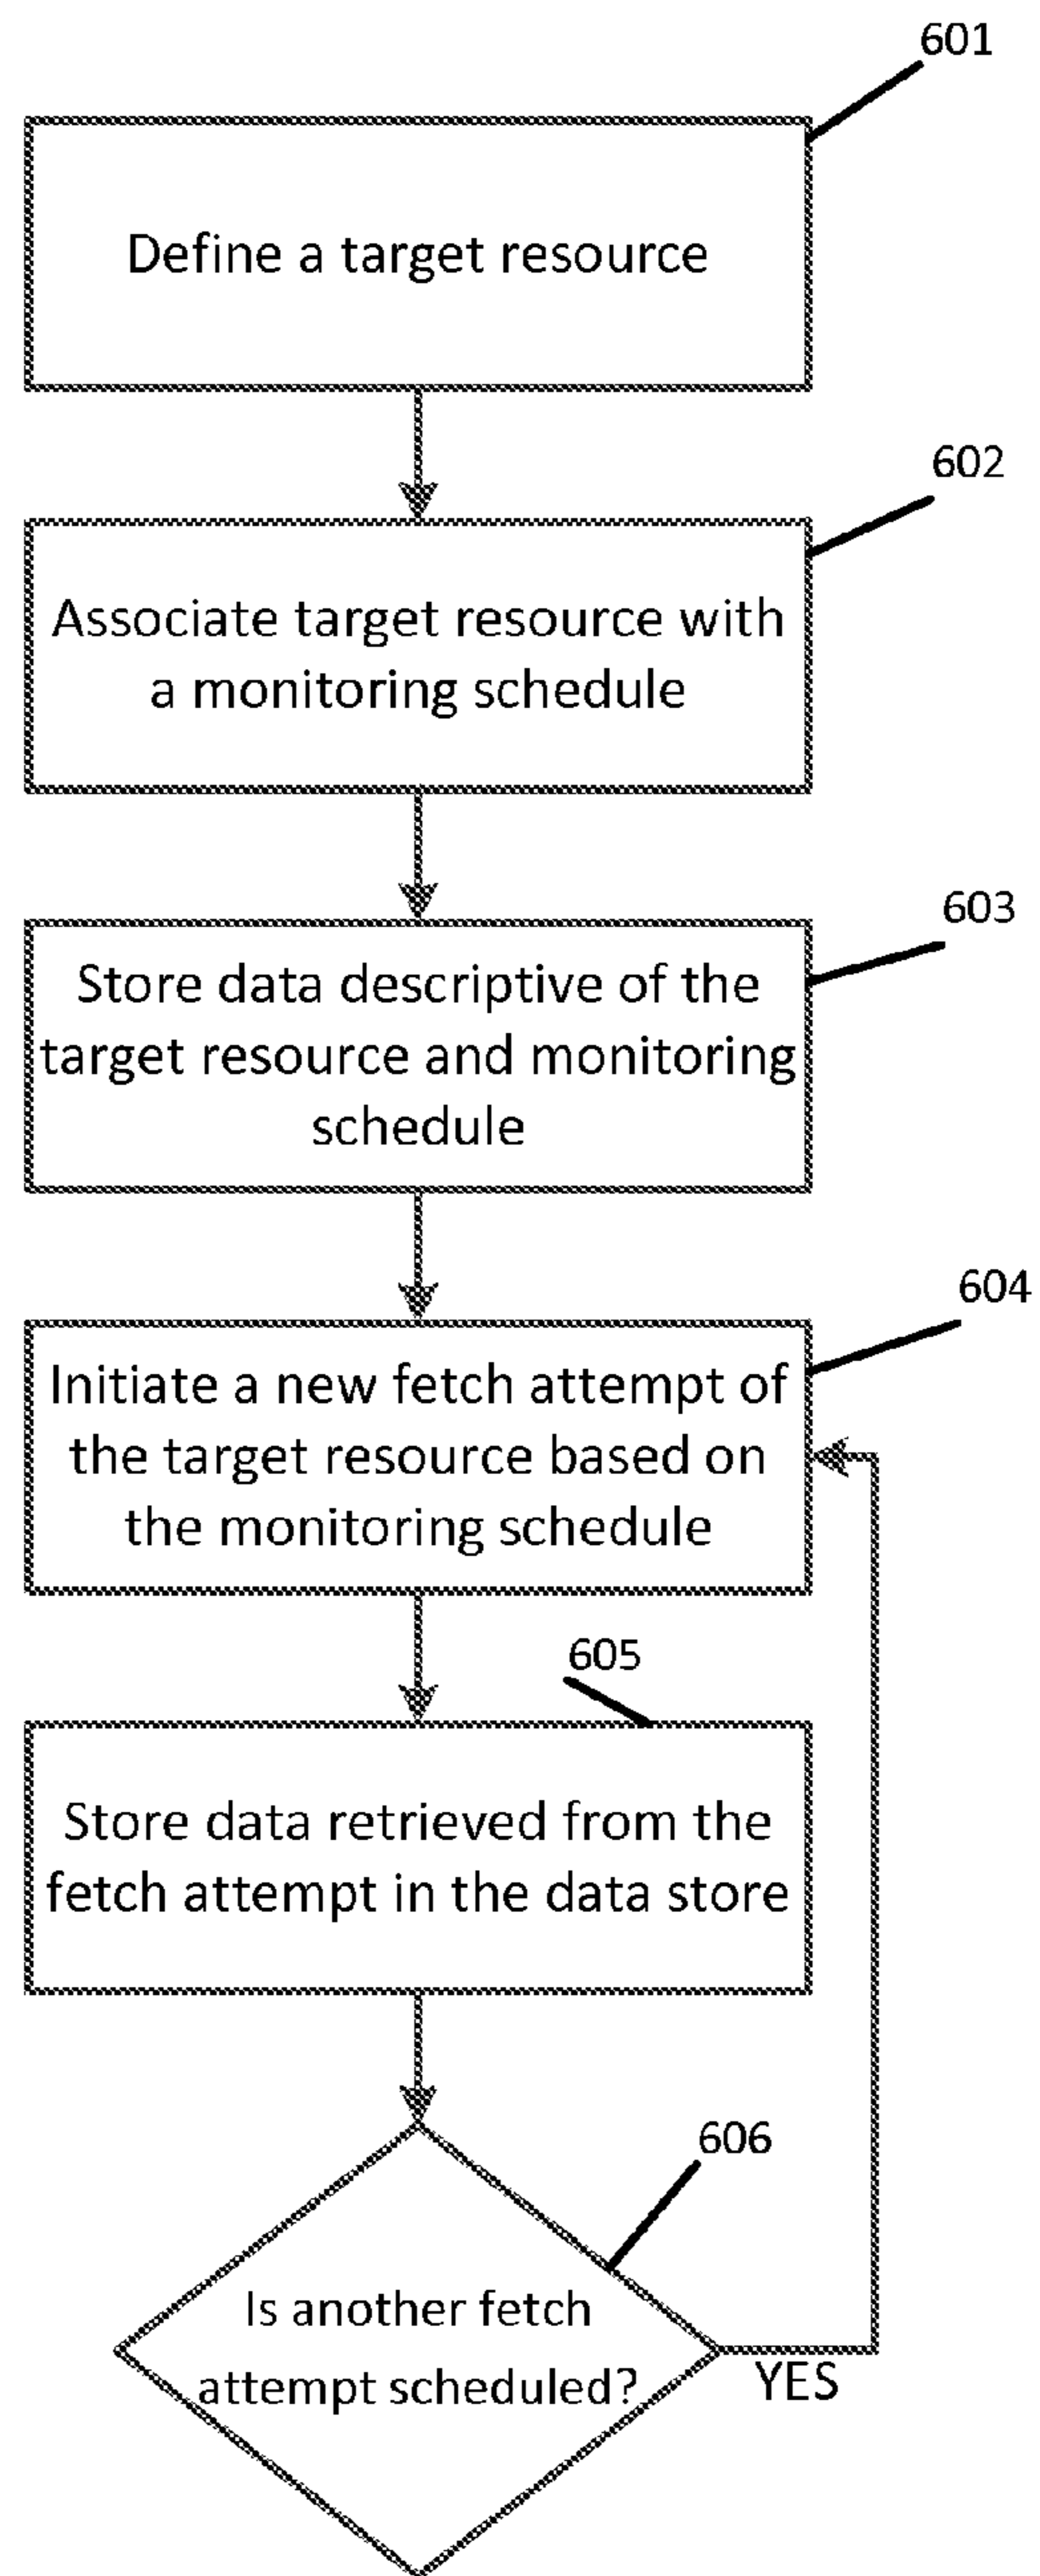 601
Define a target resource
602
Associate target resource with
a monitoring schedule
603
Store data descriptive of the
target resource and monitoring
schedule
604
Initiate a new fetch attempt of
the target resource based on
the monitoring schedule
605
Store data retrieved from the
fetch attempt in the data store
606
Is another fetch
attempt scheduled?
YES